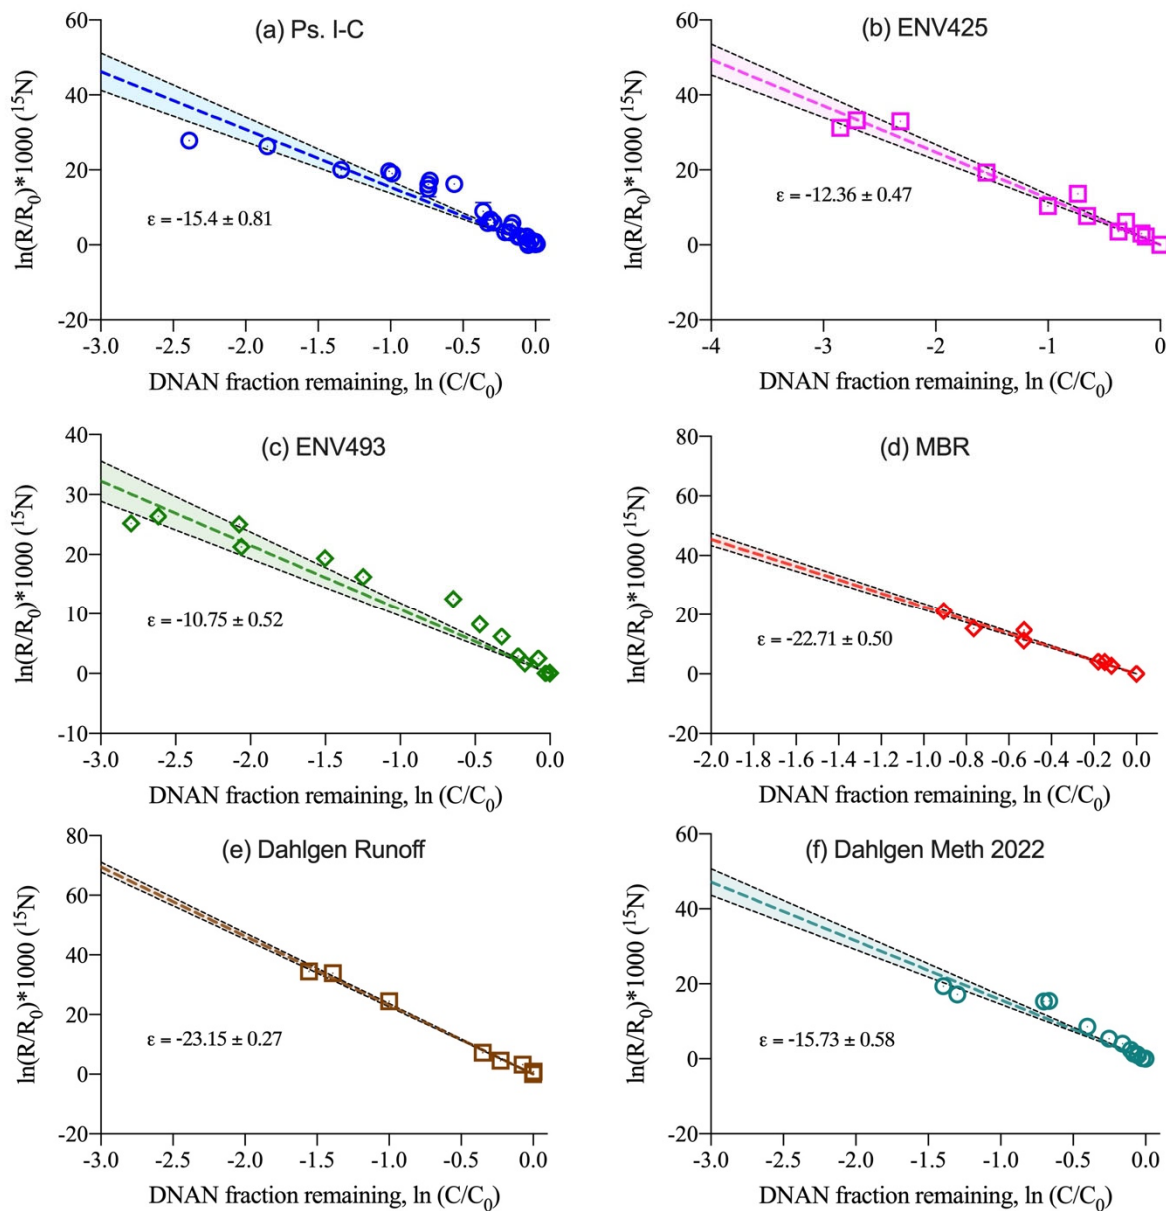 (a) Ps. I-C
60
40
20
0
-20
ln(R/R₀)*1000 (¹⁵N)
ε = -15.4 ± 0.81
-3.0 -2.5 -2.0 -1.5 -1.0 -0.5 0.0
DNAN fraction remaining, ln (C/C₀)
(b) ENV425
60
40
20
0
-20
ln(R/R₀)*1000 (¹⁵N)
ε = -12.36 ± 0.47
-4 -3 -2 -1 0
DNAN fraction remaining, ln (C/C₀)
(c) ENV493
40
30
20
10
0
-10
ln(R/R₀)*1000 (¹⁵N)
ε = -10.75 ± 0.52
-3.0 -2.5 -2.0 -1.5 -1.0 -0.5 0.0
DNAN fraction remaining, ln (C/C₀)
(d) MBR
80
60
40
20
0
-20
ln(R/R₀)*1000 (¹⁵N)
ε = -22.71 ± 0.50
-2.0 -1.8 -1.6 -1.4 -1.2 -1.0 -0.8 -0.6 -0.4 -0.2 0.0
DNAN fraction remaining, ln (C/C₀)
(e) Dahlgen Runoff
80
60
40
20
0
-20
ln(R/R₀)*1000 (¹⁵N)
ε = -23.15 ± 0.27
-3.0 -2.5 -2.0 -1.5 -1.0 -0.5 0.0
DNAN fraction remaining, ln (C/C₀)
(f) Dahlgen Meth 2022
60
40
20
0
-20
ln(R/R₀)*1000 (¹⁵N)
ε = -15.73 ± 0.58
-3.0 -2.5 -2.0 -1.5 -1.0 -0.5 0.0
DNAN fraction remaining, ln (C/C₀)